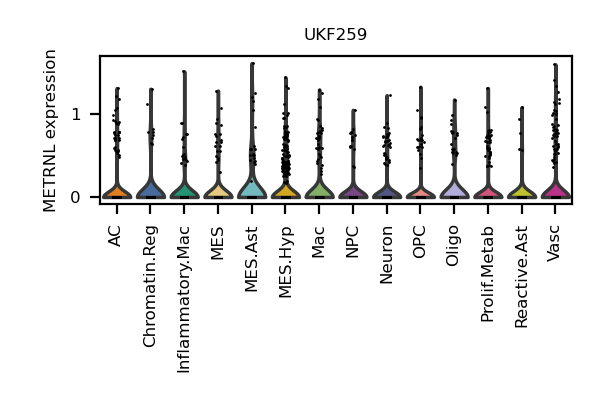 UKF259
METRNL expression
1
0
AC
Chromatin.Reg
Inflammatory.Mac
MES
MES.Ast
MES.Hyp
Mac
NPC
Neuron
OPC
Oligo
Prolif.Metab
Reactive.Ast
Vasc